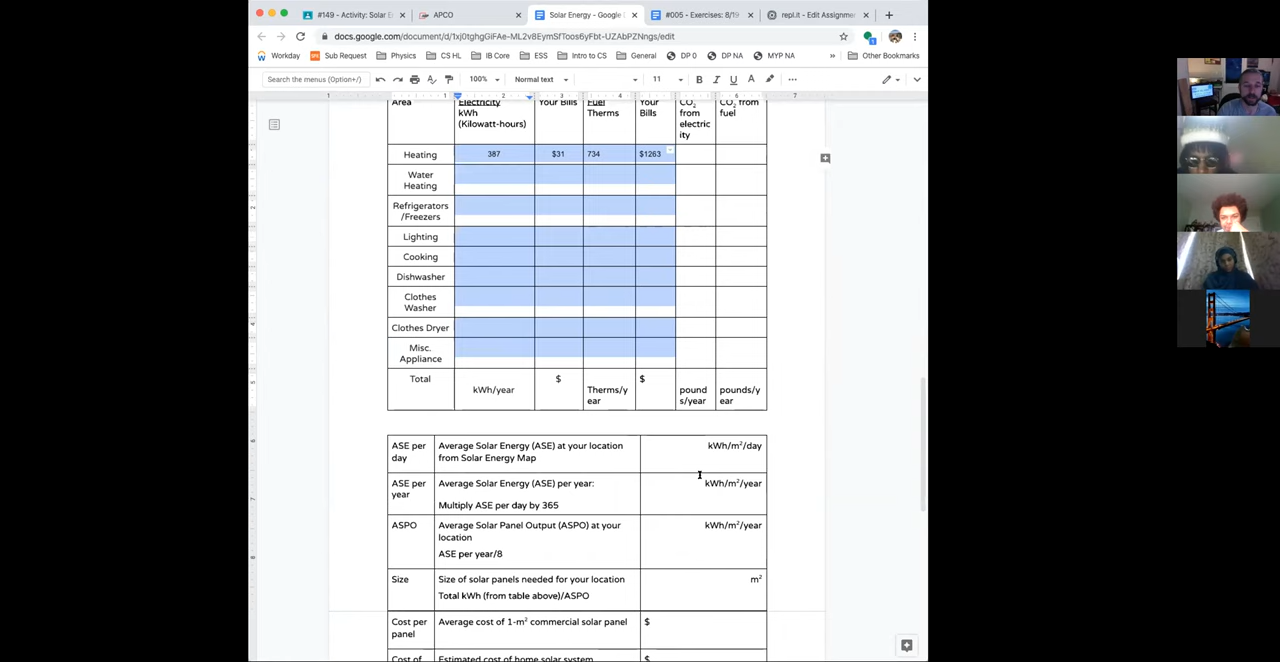 #149 - Activity: Solar E
APCO
Solar Energy - Google
#005 - Exercises: 8/19
repl.it - Edit Assignme
docs.google.com/document/d/1xj0tghgGiFAe-ML2v8EymSfToos6yFbt-UZAbPZNngs/edit
Workday
Sub Request
Physics
CS HL
IB Core
ESS
Intro to CS
General
DP 0
DP NA
MYP NA
Other Bookmarks
Search the menus (Option+/)
100%
Normal text
11
Area
Electricity kWh (Kilowatt-hours)
Your Bills
Fuel Therms
Your Bills
CO2 from electric ity
CO2 from fuel
Heating 387 $31 734 $1263
Water Heating
Refrigerators /Freezers
Lighting
Cooking
Dishwasher
Clothes Washer
Clothes Dryer
Misc. Appliance
Total
kWh/year
$
Therms/y ear
$
pound s/year
pounds/y ear
ASE per day
Average Solar Energy (ASE) at your location from Solar Energy Map
kWh/m²/day
ASE per year
Average Solar Energy (ASE) per year:
Multiply ASE per day by 365
kWh/m²/year
ASPO
Average Solar Panel Output (ASPO) at your location
ASE per year/8
kWh/m²/year
Size
Size of solar panels needed for your location
Total kWh (from table above)/ASPO
m²
Cost per panel
Average cost of 1-m² commercial solar panel
$
Cost of
Estimated cost of home solar system
$